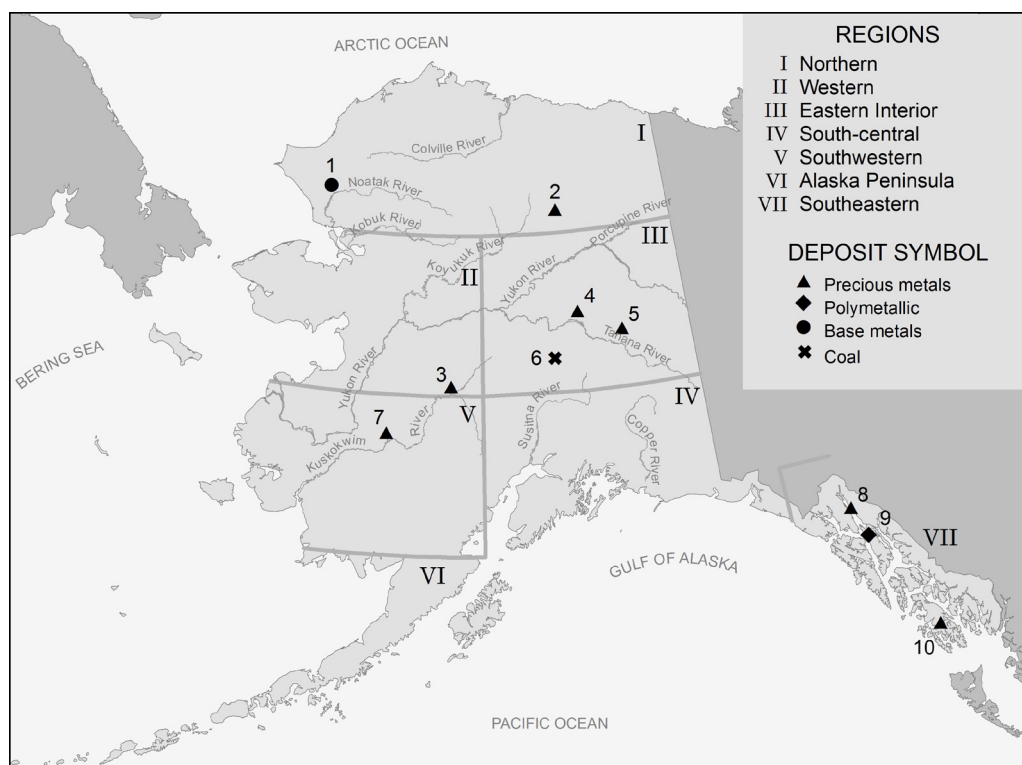 ARCTIC OCEAN
REGIONS
I Northern
II Western
III Eastern Interior
IV South-central
V Southwestern
VI Alaska Peninsula
VII Southeastern
DEPOSIT SYMBOL
Precious metals
Polymetallic
Base metals
Coal
I
Colville River
1
Noatak River
2
Kobuk River
Porcupine River
III
Koyukuk River
II
Yukon River
4
5
Tanana River
BERING SEA
6
Yukon River
3
IV
V
Susitna River
7
River
Copper River
Kuskokwim
8
9
VII
GULF OF ALASKA
VI
10
PACIFIC OCEAN